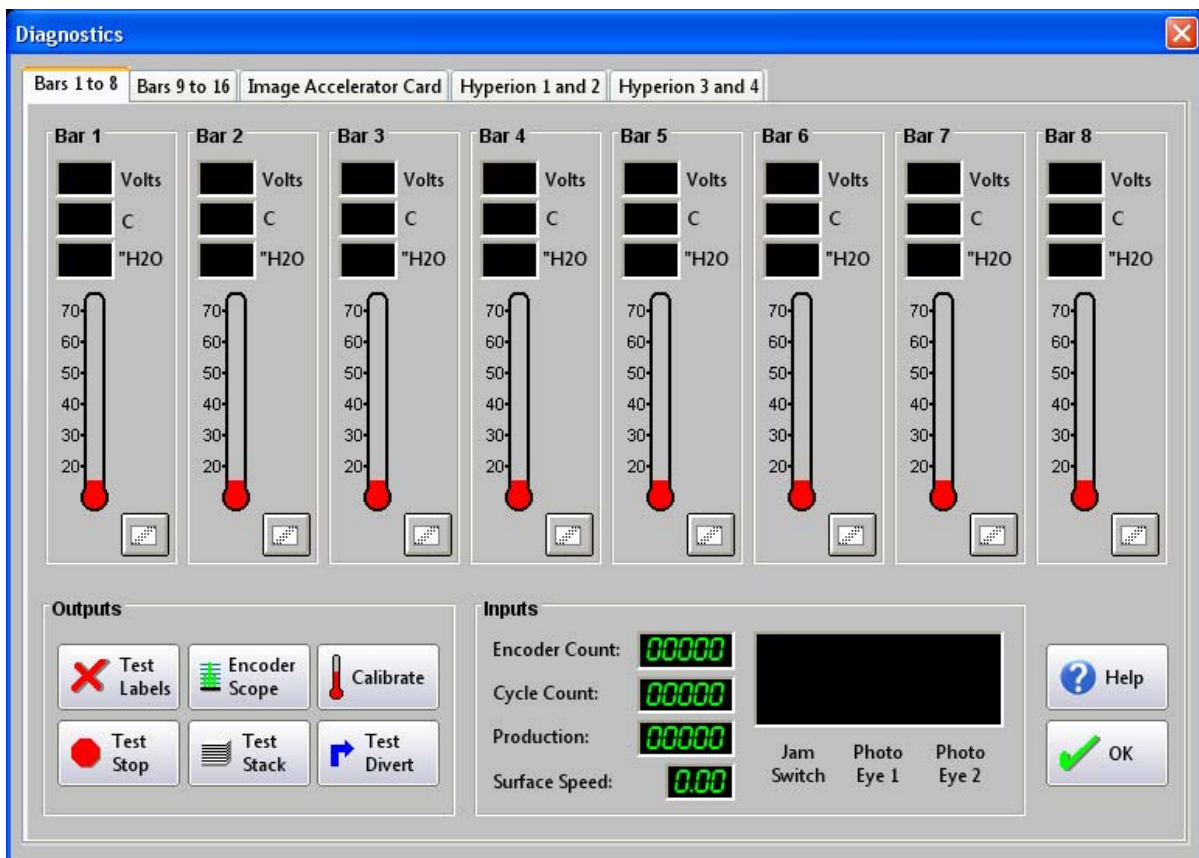 Diagnostics
Bars 1 to 8 Bars 9 to 16 Image Accelerator Card Hyperion 1 and 2 Hyperion 3 and 4
Bar 1 Bar 2 Bar 3 Bar 4 Bar 5 Bar 6 Bar 7 Bar 8
Volts Volts Volts Volts Volts Volts Volts Volts
C C C C C C C C
"H2O "H2O "H2O "H2O "H2O "H2O "H2O "H2O
70 70 70 70 70 70 70 70
60 60 60 60 60 60 60 60
50 50 50 50 50 50 50 50
40 40 40 40 40 40 40 40
30 30 30 30 30 30 30 30
20 20 20 20 20 20 20 20
Outputs
Test Labels
Encoder Scope
Calibrate
Test Stop
Test Stack
Test Divert
Inputs
Encoder Count: 00000
Cycle Count: 00000
Production: 00000
Surface Speed: 0.00
Jam Switch
Photo Eye 1
Photo Eye 2
Help
OK